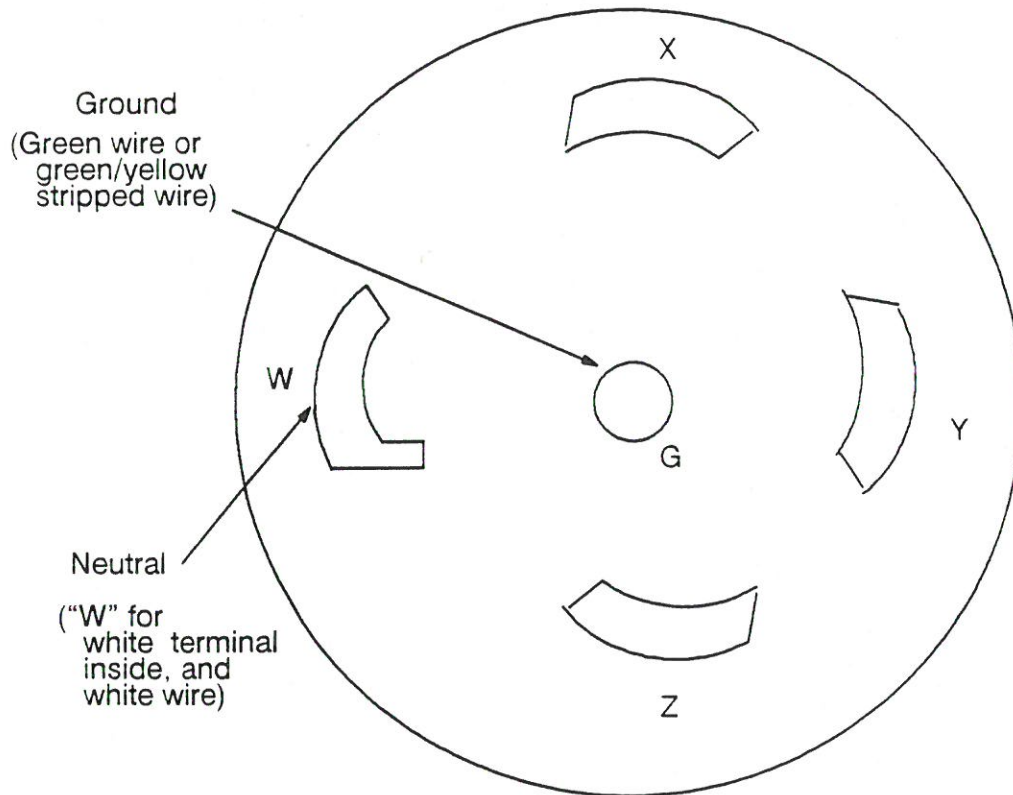 X
Ground
(Green wire or
green/yellow
stripped wire)
W
Y
G
Neutral
("W" for
white terminal
inside, and
white wire)
Z